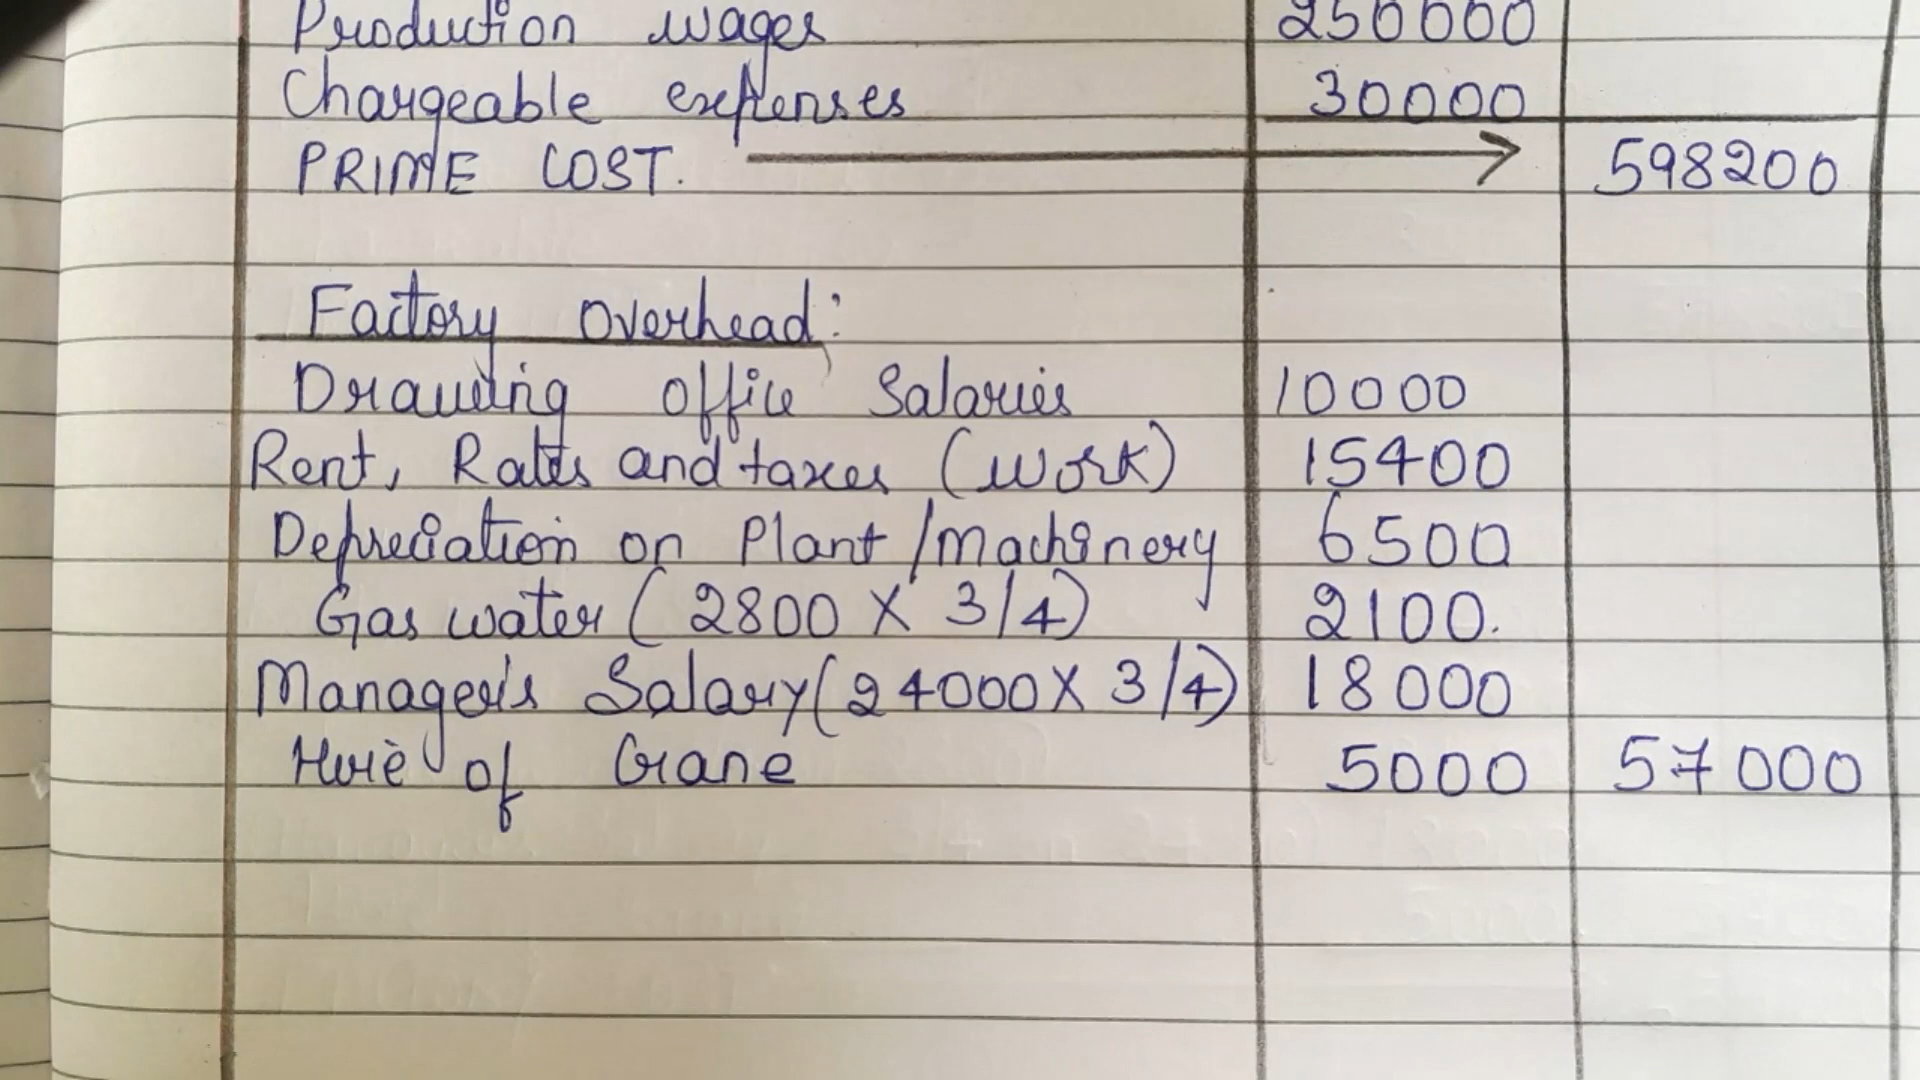 Production wages 250000
Chargeable expenses 30000
PRIME COST. → 598200
Factory Overhead:
Drawing office Salaries 10000
Rent, Rates and taxes (work) 15400
Depreciation on Plant/Machinery 6500
Gas water (2800 X 3/4) 2100.
Manager's Salary (24000X 3/4) 18000
Hire of Crane 5000 57000